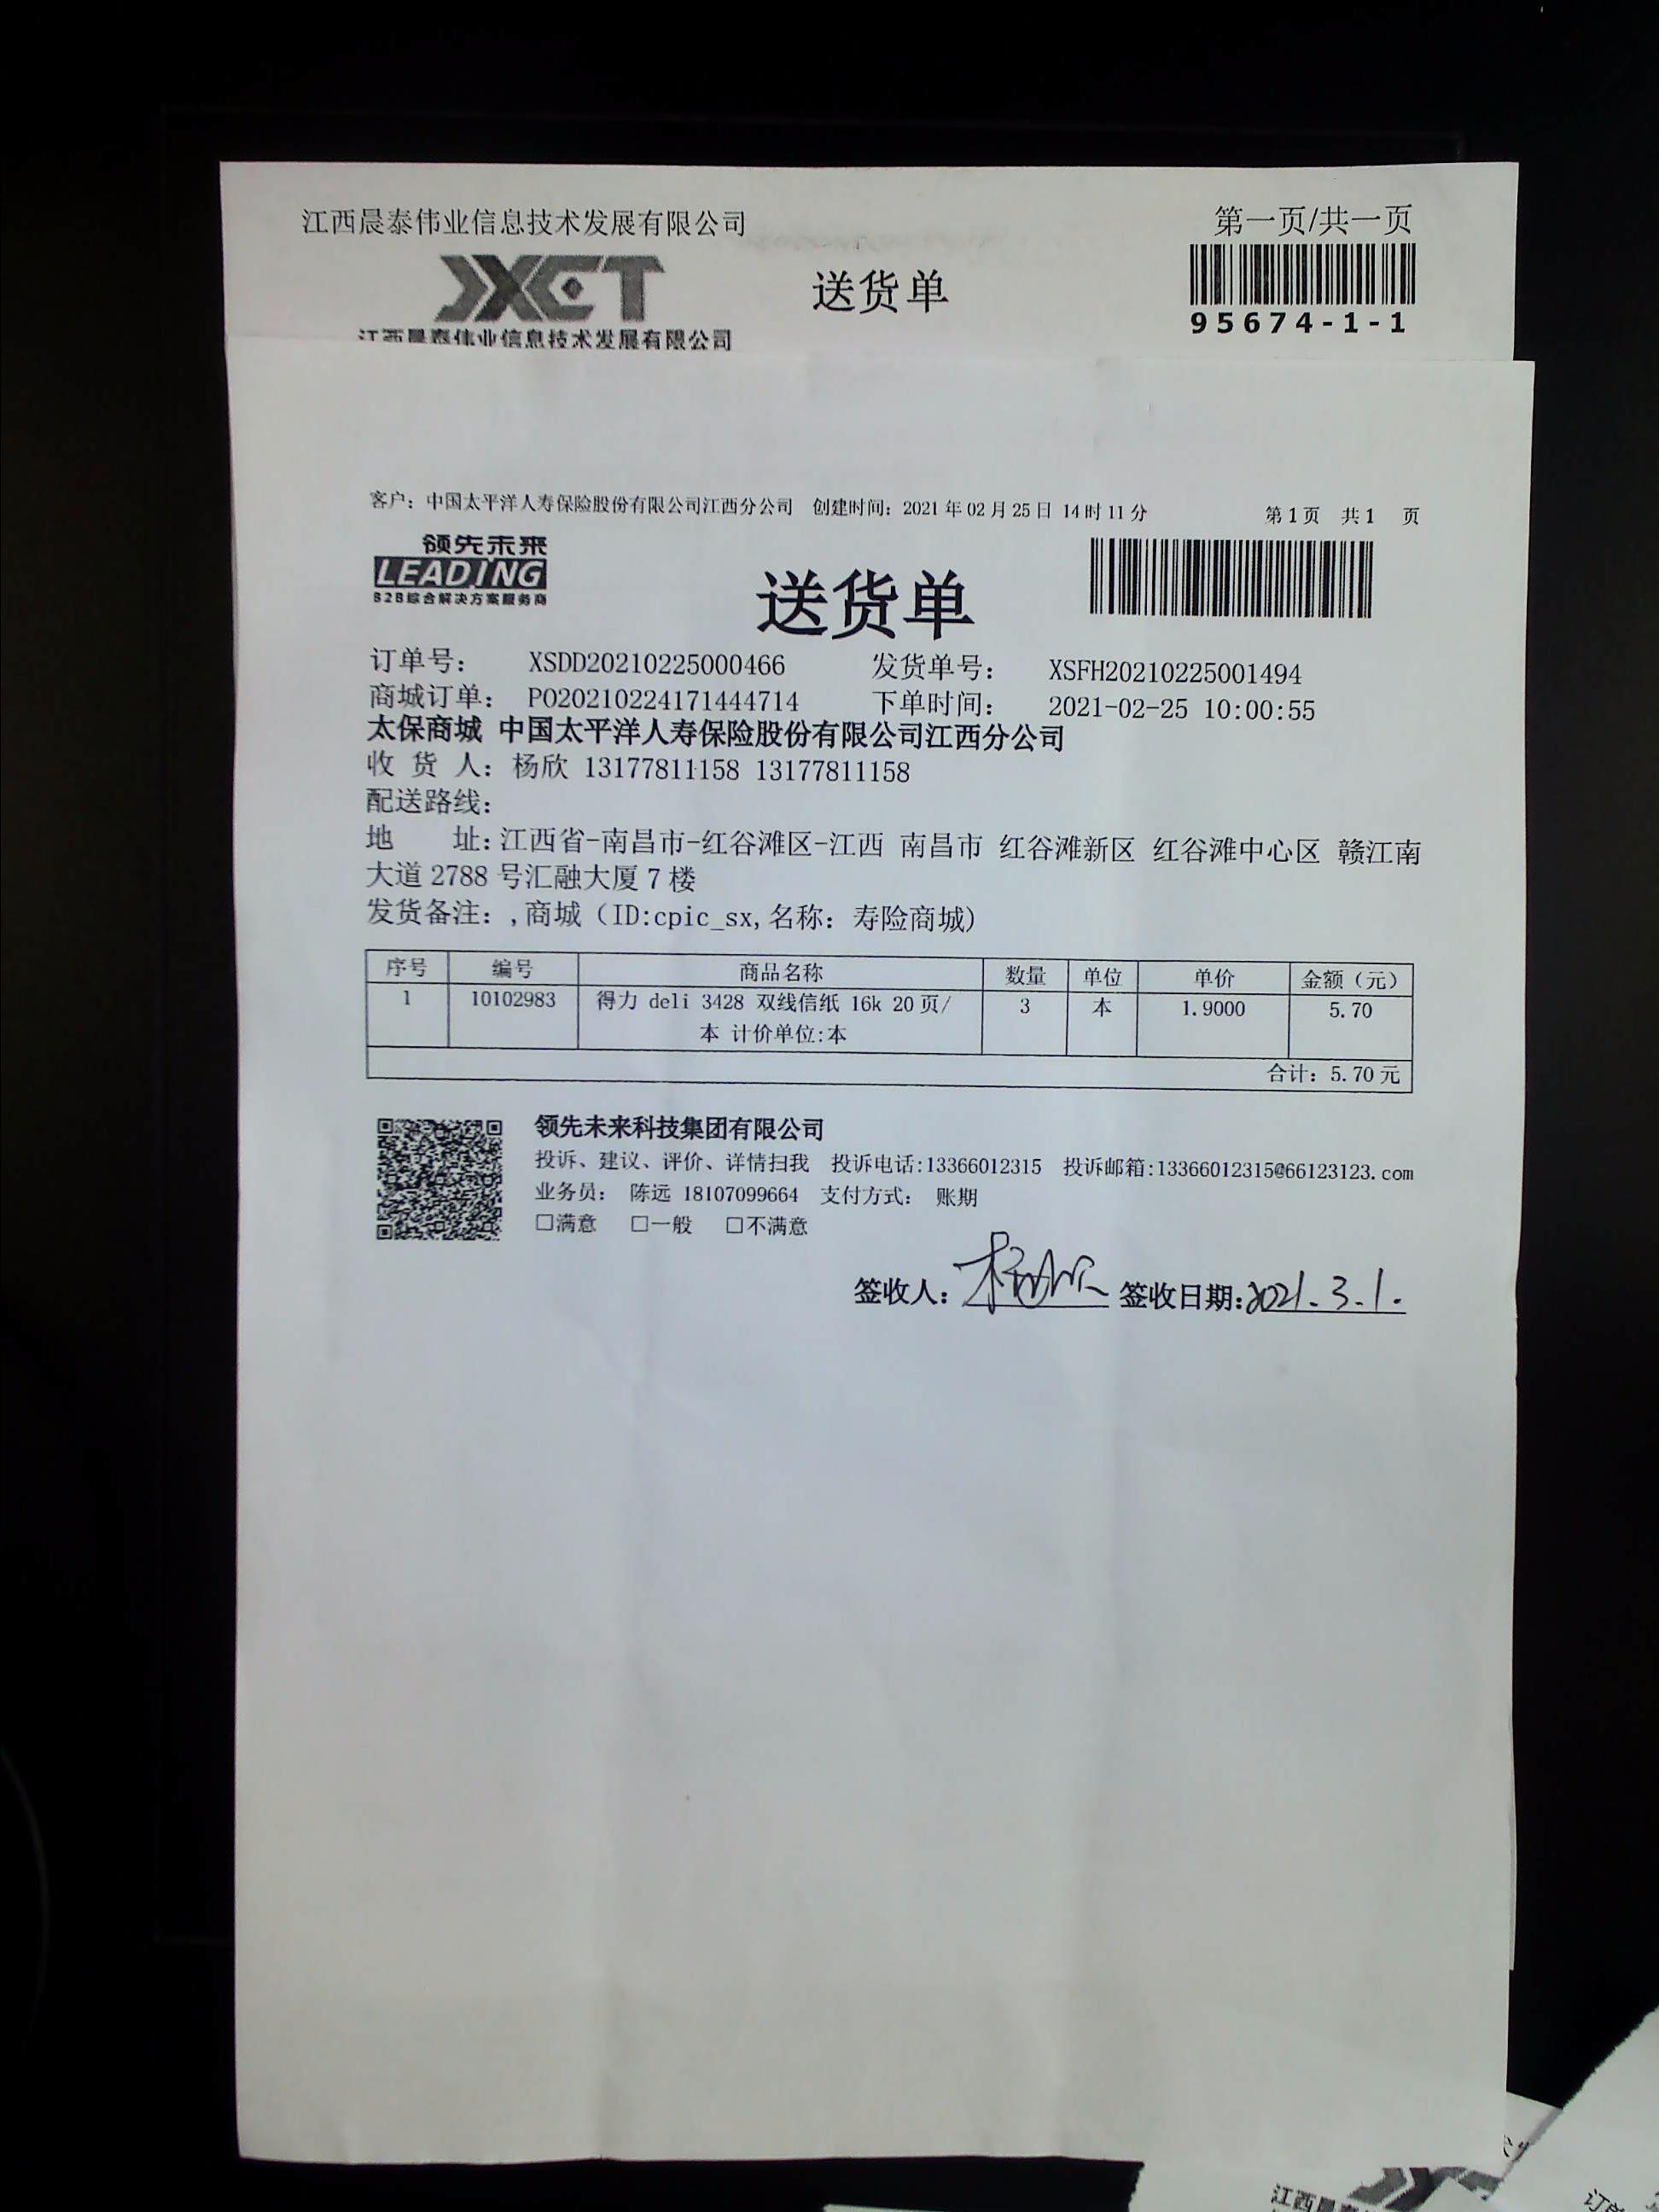 江西晨泰伟业信息技术发展有限公司
第一页/共一页
JXCT
送货单
95674-1-1
江西晨泰伟业信息技术发展有限公司
客户：中国太平洋人寿保险股份有限公司江西分公司 创建时间：2021年02月25日 14时11分 第1页 共1 页
领先未来
LEADING
B2B综合解决方案服务商
送货单
订单号： XSDD20210225000466 发货单号： XSFH20210225001494
商城订单： PO20210224171444714 下单时间： 2021-02-25 10:00:55
太保商城 中国太平洋人寿保险股份有限公司江西分公司
收 货 人：杨欣 13177811158 13177811158
配送路线：
地 址：江西省-南昌市-红谷滩区-江西 南昌市 红谷滩新区 红谷滩中心区 赣江南
大道 2788 号汇融大厦 7 楼
发货备注：,商城（ID:cpic_sx,名称：寿险商城）
序号 编号 商品名称 数量 单位 单价 金额（元）
1 10102983 得力 deli 3428 双线信纸 16k 20页/ 3 本 1.9000 5.70
本 计价单位:本
合计：5.70元
领先未来科技集团有限公司
投诉、建议、评价、详情扫我 投诉电话:13366012315 投诉邮箱:13366012315@66123123.com
业务员： 陈远 18107099664 支付方式： 账期
□满意 □一般 □不满意
签收人：杨欣 签收日期:2021.3.1.
江西晨泰